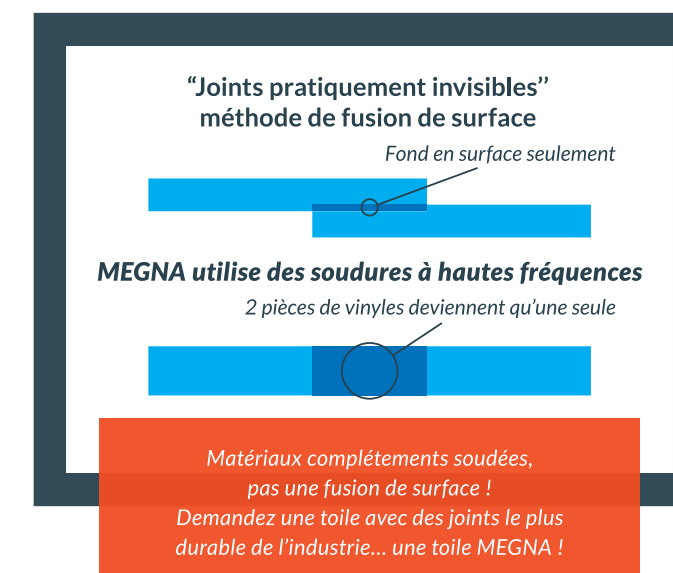 “Joints pratiquement invisibles’’
méthode de fusion de surface
Fond en surface seulement
MEGNA utilise des soudures à hautes fréquences
2 pièces de vinyles deviennent qu’une seule
Matériaux complétements soudées,
pas une fusion de surface !
Demandez une toile avec des joints le plus
durable de l’industrie... une toile MEGNA !